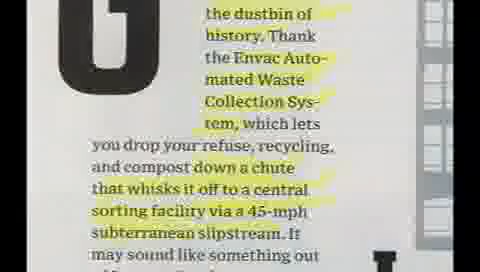 G
the dustbin of
history. Thank
the Envac Auto-
mated Waste
Collection Sys-
tem, which lets
you drop your refuse, recycling,
and compost down a chute
that whisks it off to a central
sorting facility via a 45-mph
subterranean slipstream. It
may sound like something out